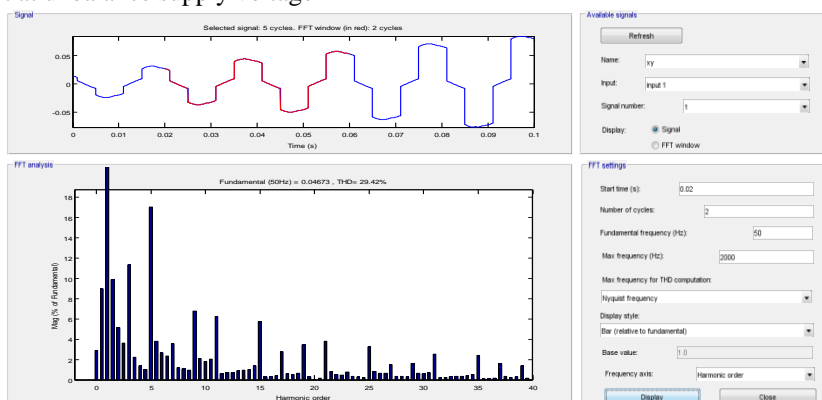 Signal
Selected signal: 5 cycles. FFT window (in red): 2 cycles
0.05
0
-0.05
0 0.01 0.02 0.03 0.04 0.05 0.06 0.07 0.08 0.09 0.1
Time (s)
Available signals
Refresh
Name: xy
Input: input 1
Signal number: 1
Display: Signal
FFT window
FFT analysis
Fundamental (50Hz) = 0.04673 , THD= 29.42%
18
16
14
12
10
8
6
4
2
0
Mag (% of Fundamental)
0 5 10 15 20 25 30 35 40
Harmonic order
FFT settings
Start time (s): 0.02
Number of cycles: 2
Fundamental frequency (Hz): 50
Max frequency (Hz): 2000
Max frequency for THD computation:
Nyquist frequency
Display style:
Bar (relative to fundamental)
Base value: 1.0
Frequency axis: Harmonic order
Display Close